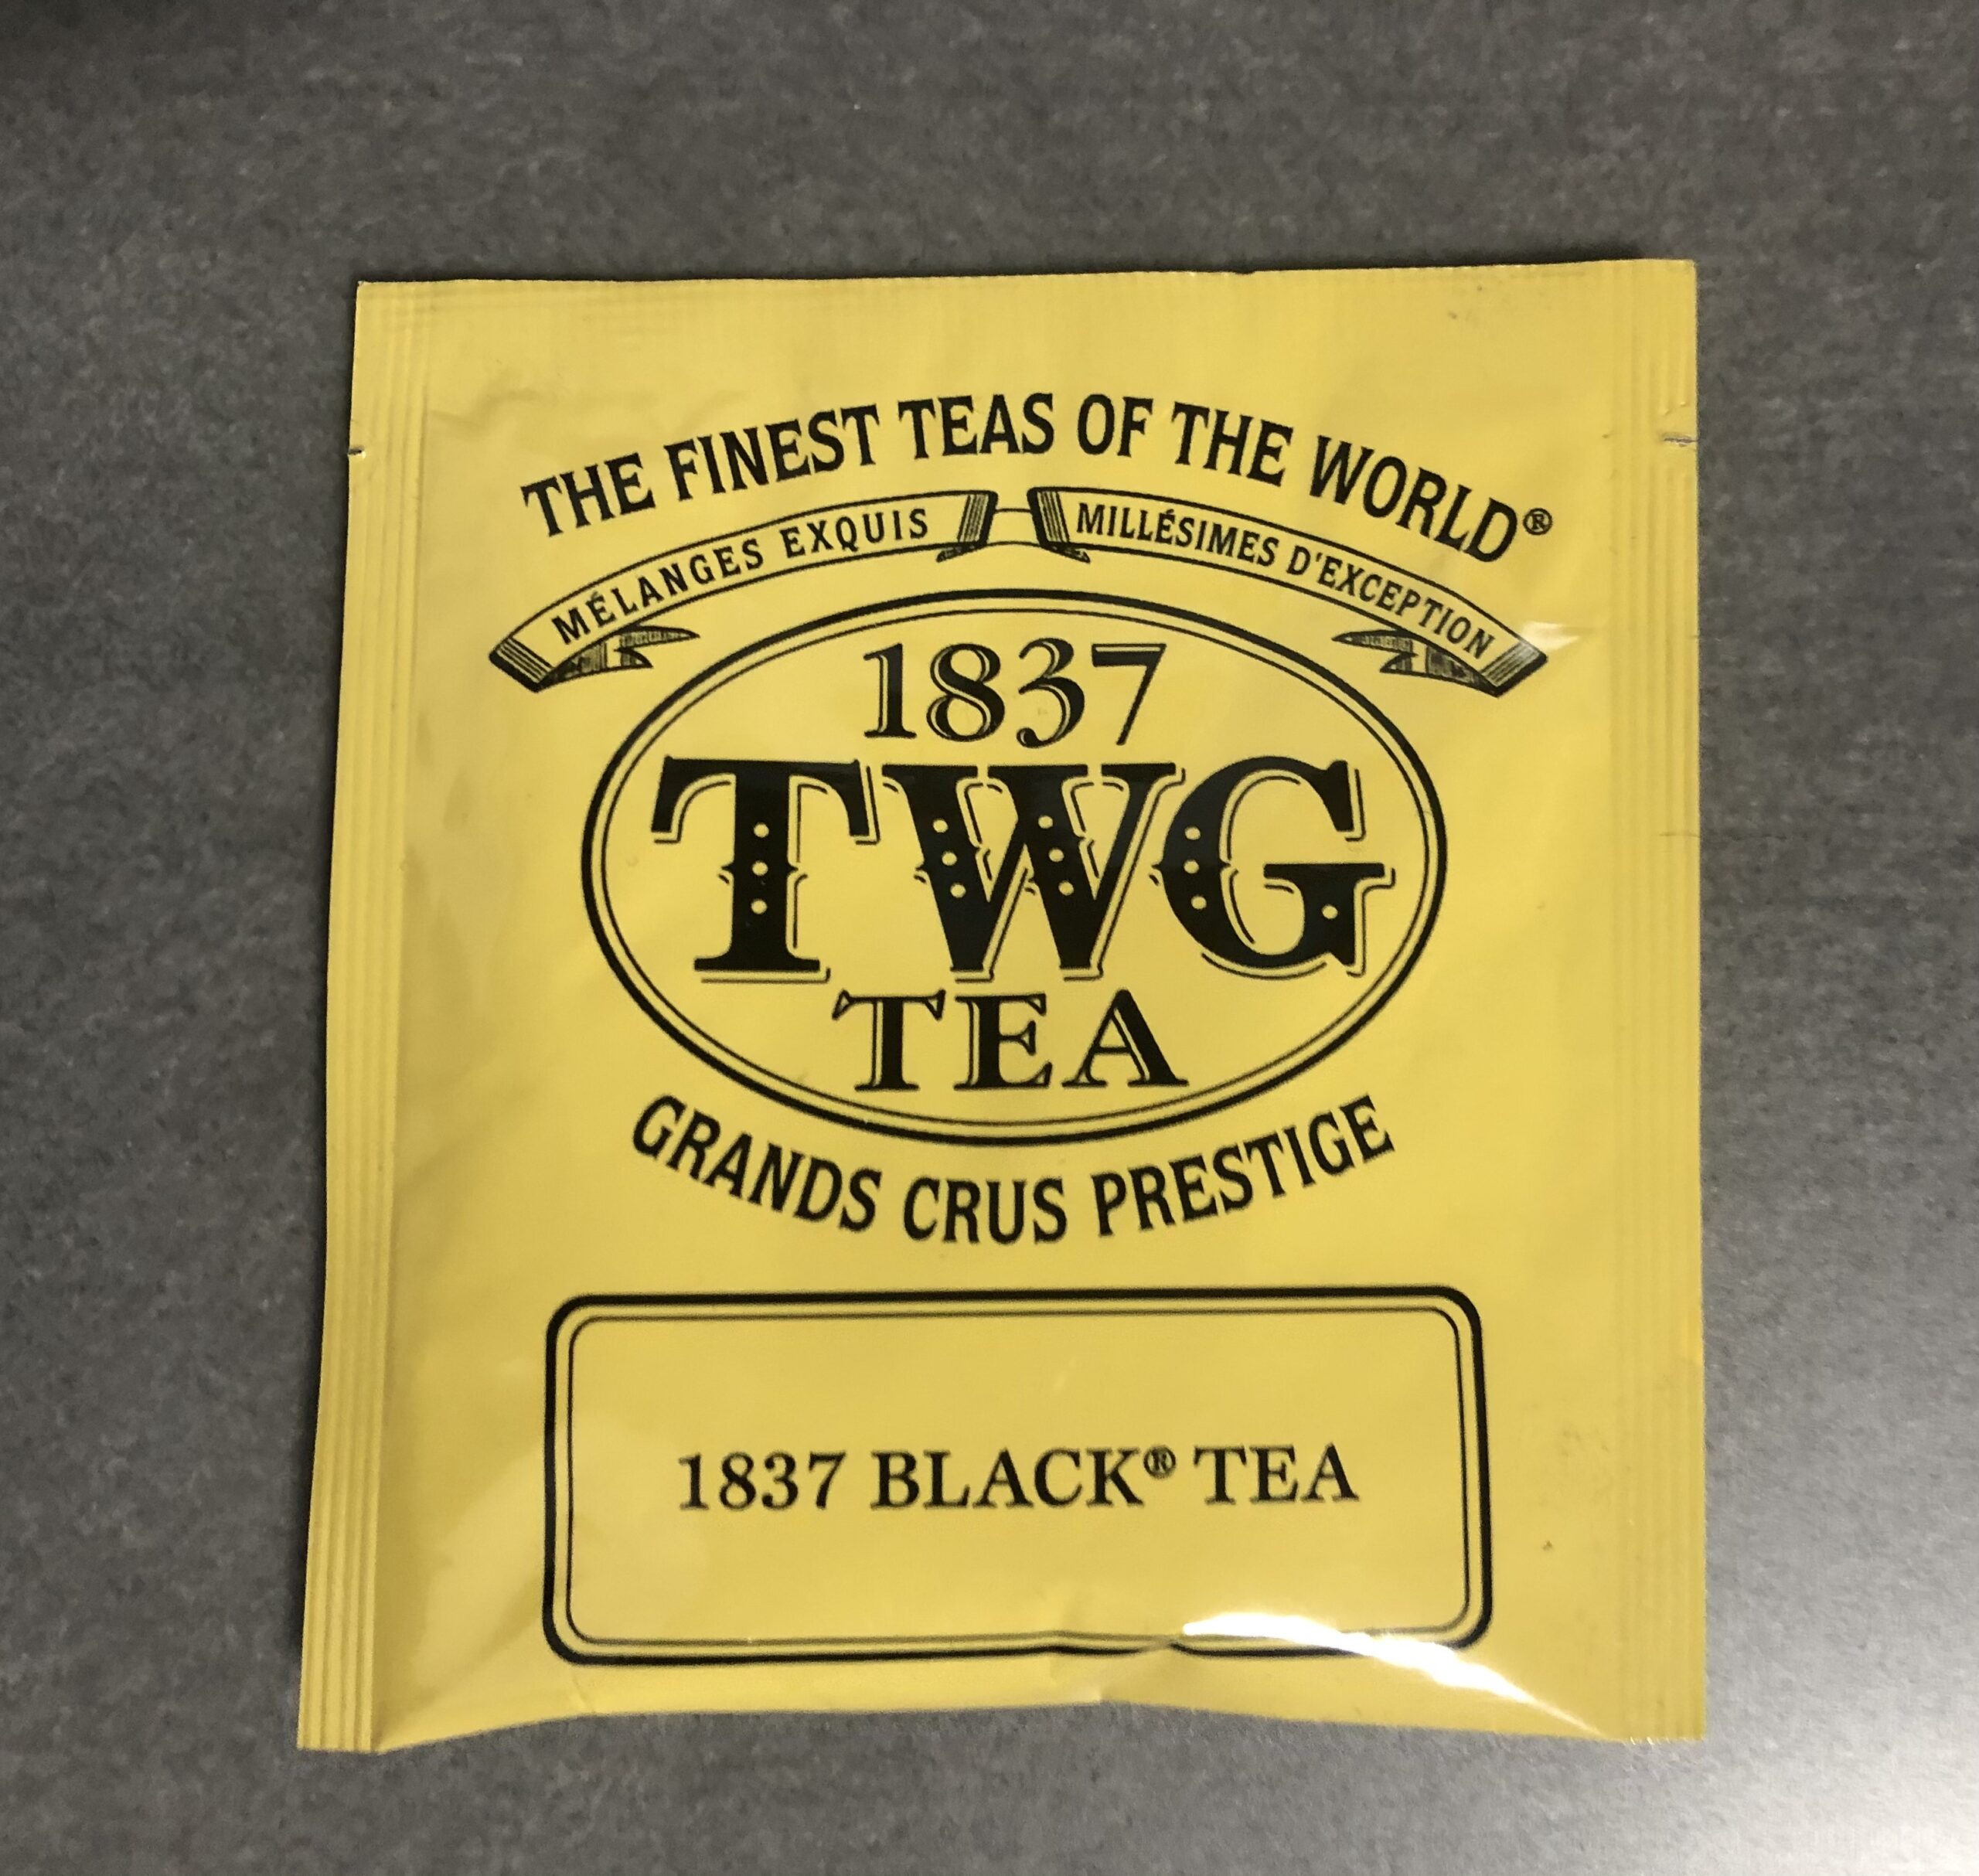 THE FINEST TEAS OF THE WORLD®
MÉLANGES EXQUIS MILLÉSIMES D'EXCEPTION
1837
TWG
TEA
GRANDS CRUS PRESTIGE
1837 BLACK® TEA